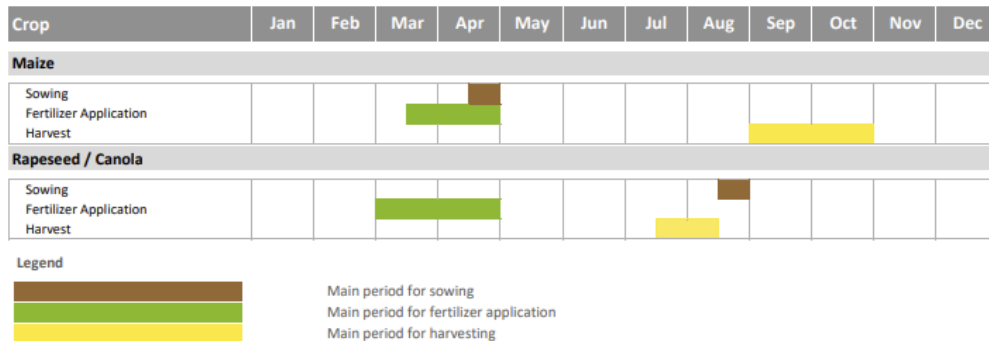 Crop Jan Feb Mar Apr May Jun Jul Aug Sep Oct Nov Dec
Maize
Sowing
Fertilizer Application
Harvest
Rapeseed / Canola
Sowing
Fertilizer Application
Harvest
Legend
Main period for sowing
Main period for fertilizer application
Main period for harvesting